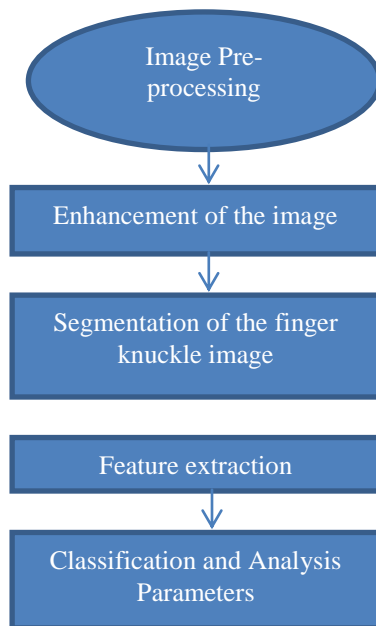 Image Pre-
processing
Enhancement of the image
Segmentation of the finger
knuckle image
Feature extraction
Classification and Analysis
Parameters